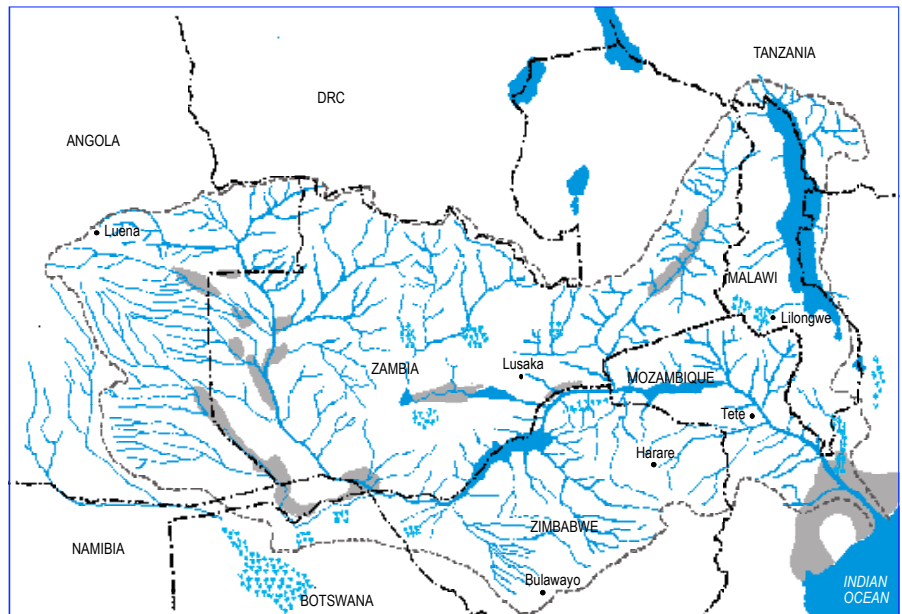 TANZANIA
DRC
ANGOLA
Luena
MALAWI
Lilongwe
ZAMBIA
Lusaka
MOZAMBIQUE
Tete
Harare
ZIMBABWE
NAMIBIA
Bulawayo
BOTSWANA
INDIAN
OCEAN